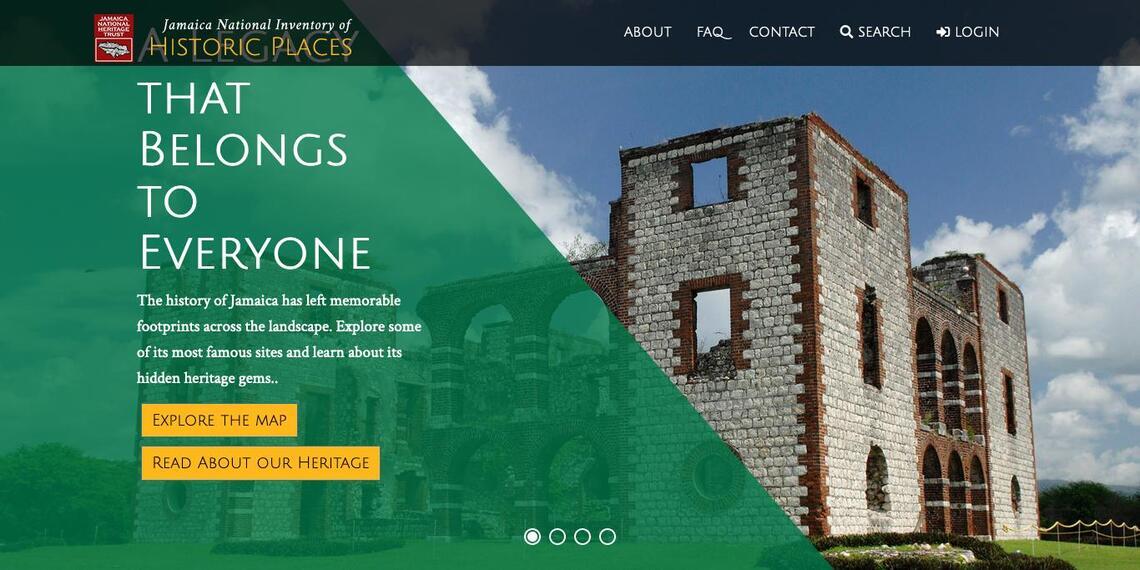 JAMAICA
NATIONAL
HERITAGE
TRUST
Jamaica National Inventory of
Historic Places
ABOUT
FAQ
CONTACT
SEARCH
LOGIN
A Legacy
that
Belongs
to
Everyone
The history of Jamaica has left memorable
footprints across the landscape. Explore some
of its most famous sites and learn about its
hidden heritage gems..
Explore the map
Read About our Heritage